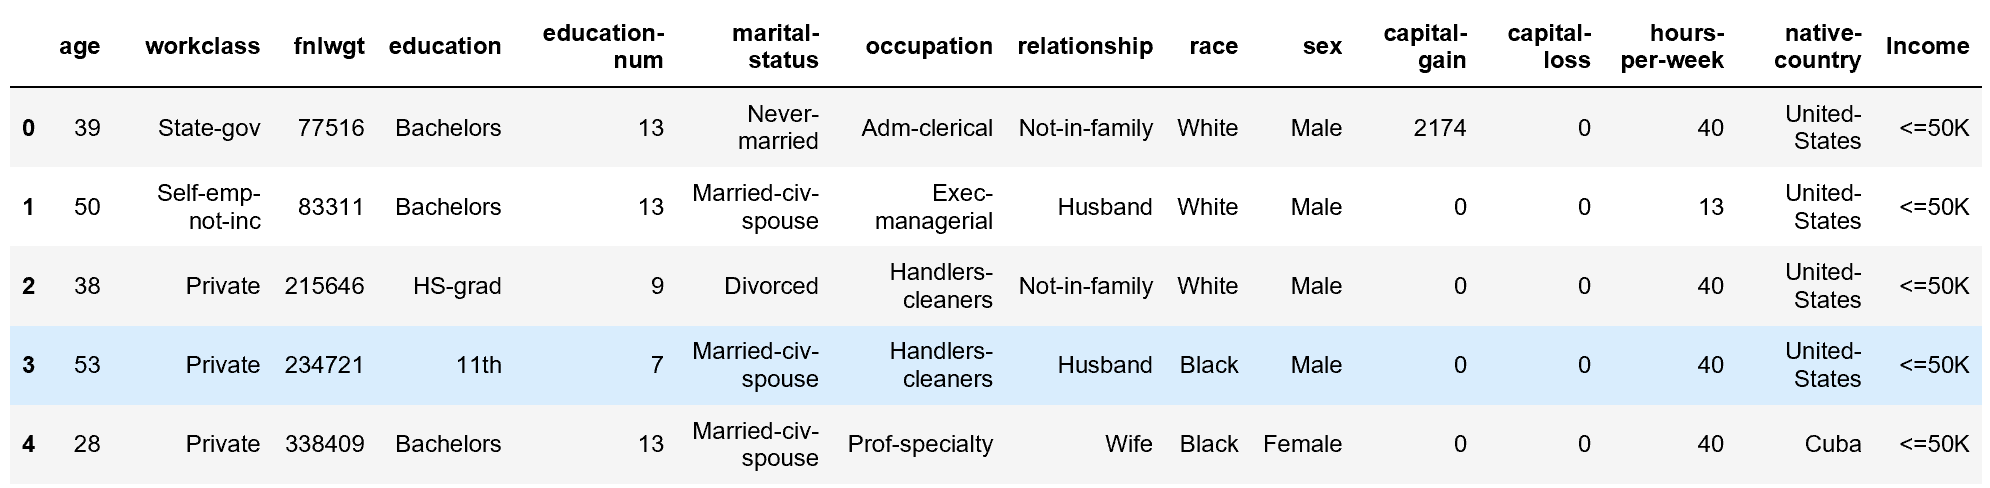 age workclass fnlwgt education education-num marital-status occupation relationship race sex capital-gain capital-loss hours-per-week native-country Income
0 39 State-gov 77516 Bachelors 13 Never-married Adm-clerical Not-in-family White Male 2174 0 40 United-States <=50K
1 50 Self-emp-not-inc 83311 Bachelors 13 Married-civ-spouse Exec-managerial Husband White Male 0 0 13 United-States <=50K
2 38 Private 215646 HS-grad 9 Divorced Handlers-cleaners Not-in-family White Male 0 0 40 United-States <=50K
3 53 Private 234721 11th 7 Married-civ-spouse Handlers-cleaners Husband Black Male 0 0 40 United-States <=50K
4 28 Private 338409 Bachelors 13 Married-civ-spouse Prof-specialty Wife Black Female 0 0 40 Cuba <=50K